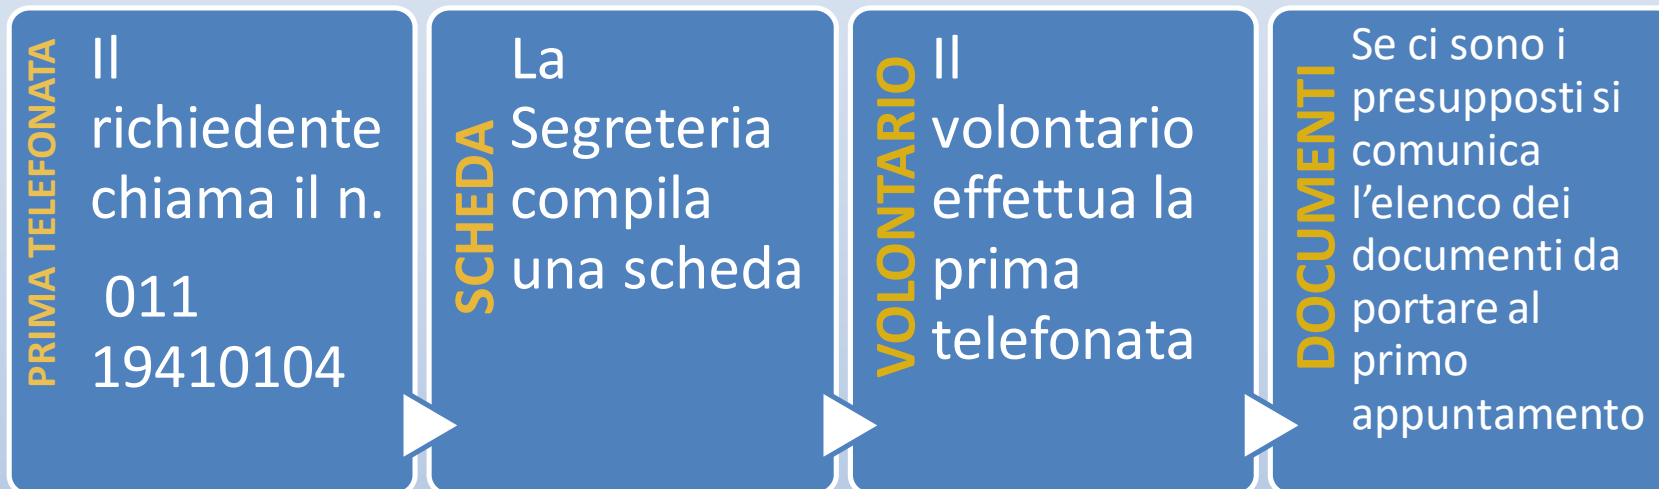 PRIMA TELEFONATA
Il
richiedente
chiama il n.
011
19410104
SCHEDA
La
Segreteria
compila
una scheda
VOLONTARIO
Il
volontario
effettua la
prima
telefonata
DOCUMENTI
Se ci sono i
presupposti si
comunica
l’elenco dei
documenti da
portare al
primo
appuntamento